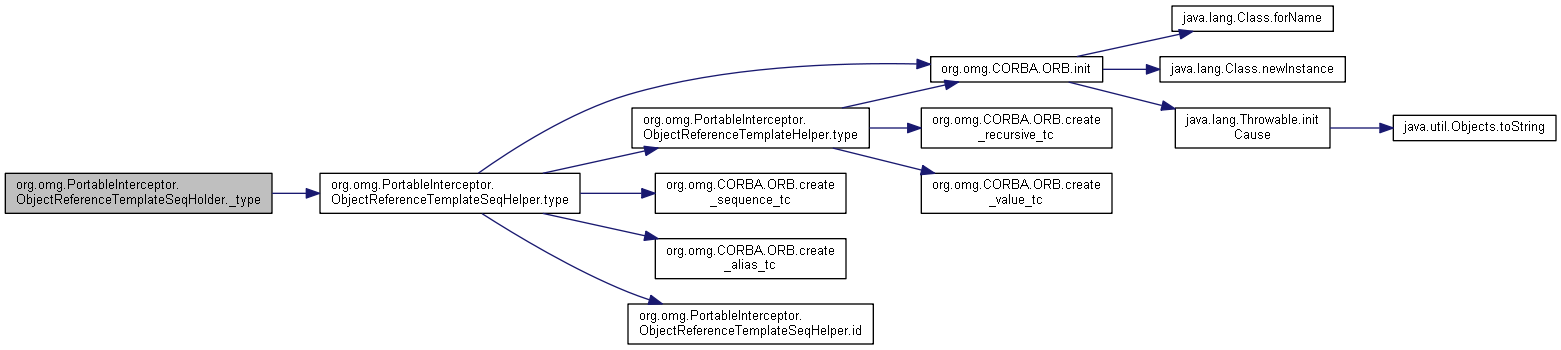 java.lang.Class.forName
org.omg.CORBA.ORB.init
java.lang.Class.newInstance
org.omg.PortableInterceptor.
ObjectReferenceTemplateHelper.type
org.omg.CORBA.ORB.create
_recursive_tc
java.lang.Throwable.init
Cause
java.util.Objects.toString
org.omg.PortableInterceptor.
ObjectReferenceTemplateSeqHolder._type
org.omg.PortableInterceptor.
ObjectReferenceTemplateSeqHelper.type
org.omg.CORBA.ORB.create
_sequence_tc
org.omg.CORBA.ORB.create
_value_tc
org.omg.CORBA.ORB.create
_alias_tc
org.omg.PortableInterceptor.
ObjectReferenceTemplateSeqHelper.id